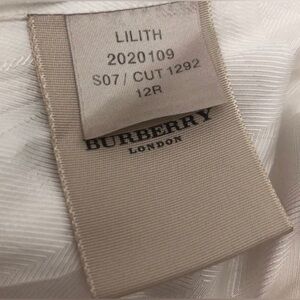 LILITH
2020109
S07/CUT 1292
12R
BURBERRY
LONDON